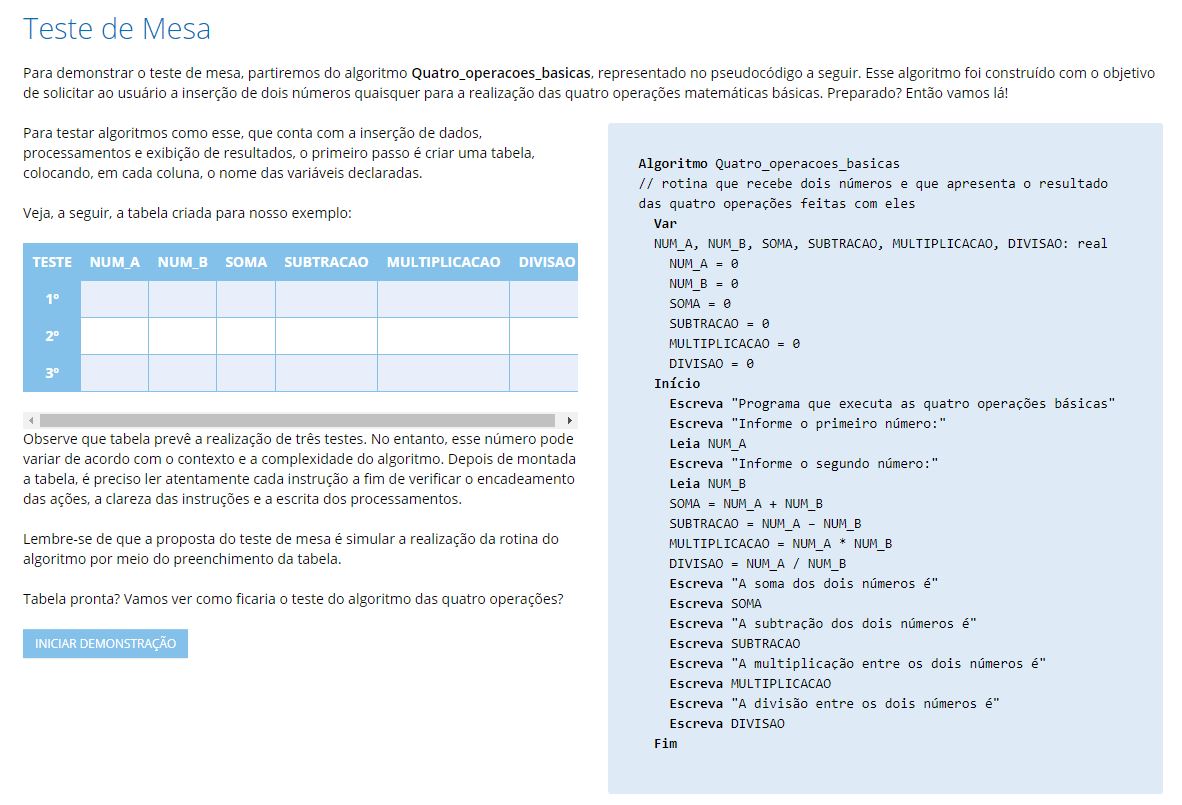 Teste de Mesa
Para demonstrar o teste de mesa, partiremos do algoritmo Quatro_operacoes_basicas, representado no pseudocódigo a seguir. Esse algoritmo foi construído com o objetivo
de solicitar ao usuário a inserção de dois números quaisquer para a realização das quatro operações matemáticas básicas. Preparado? Então vamos lá!
Para testar algoritmos como esse, que conta com a inserção de dados,
processamentos e exibição de resultados, o primeiro passo é criar uma tabela,
colocando, em cada coluna, o nome das variáveis declaradas.
Veja, a seguir, a tabela criada para nosso exemplo:
TESTE NUM_A NUM_B SOMA SUBTRACAO MULTIPLICACAO DIVISAO
1º
2º
3º
Observe que tabela prevê a realização de três testes. No entanto, esse número pode
variar de acordo com o contexto e a complexidade do algoritmo. Depois de montada
a tabela, é preciso ler atentamente cada instrução a fim de verificar o encadeamento
das ações, a clareza das instruções e a escrita dos processamentos.
Lembre-se de que a proposta do teste de mesa é simular a realização da rotina do
algoritmo por meio do preenchimento da tabela.
Tabela pronta? Vamos ver como ficaria o teste do algoritmo das quatro operações?
INICIAR DEMONSTRAÇÃO
Algoritmo Quatro_operacoes_basicas
// rotina que recebe dois números e que apresenta o resultado
das quatro operações feitas com eles
Var
NUM_A, NUM_B, SOMA, SUBTRACAO, MULTIPLICACAO, DIVISAO: real
NUM_A = 0
NUM_B = 0
SOMA = 0
SUBTRACAO = 0
MULTIPLICACAO = 0
DIVISAO = 0
Início
Escreva "Programa que executa as quatro operações básicas"
Escreva "Informe o primeiro número:"
Leia NUM_A
Escreva "Informe o segundo número:"
Leia NUM_B
SOMA = NUM_A + NUM_B
SUBTRACAO = NUM_A – NUM_B
MULTIPLICACAO = NUM_A * NUM_B
DIVISAO = NUM_A / NUM_B
Escreva "A soma dos dois números é"
Escreva SOMA
Escreva "A subtração dos dois números é"
Escreva SUBTRACAO
Escreva "A multiplicação entre os dois números é"
Escreva MULTIPLICACAO
Escreva "A divisão entre os dois números é"
Escreva DIVISAO
Fim